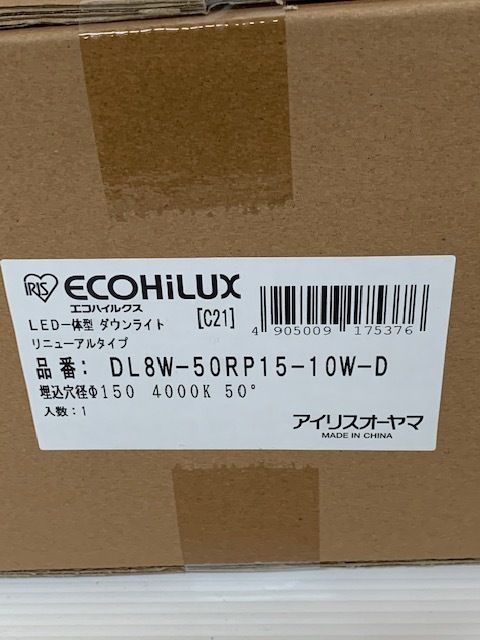 IRIS ECOHiLUX
エコハイルクス
LED一体型 ダウンライト [C21]
リニューアルタイプ
4 905009 175376
品番: DL8W-50RP15-10W-D
埋込穴径Φ150 4000K 50°
入数:1
アイリスオーヤマ
MADE IN CHINA